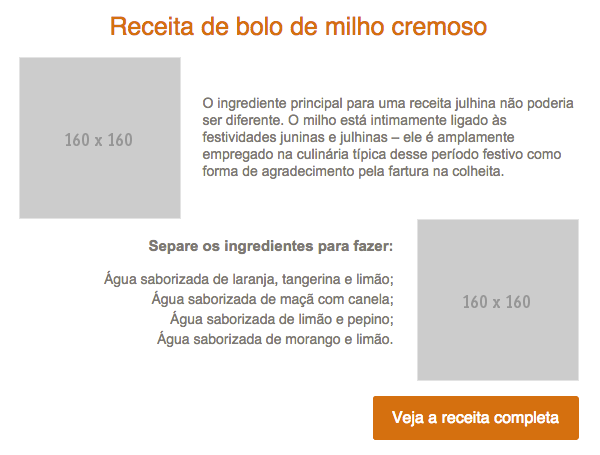 Receita de bolo de milho cremoso
160 x 160
O ingrediente principal para uma receita julhina não poderia
ser diferente. O milho está intimamente ligado às
festividades juninas e julhinas – ele é amplamente
empregado na culinária típica desse período festivo como
forma de agradecimento pela fartura na colheita.
Separe os ingredientes para fazer:
Água saborizada de laranja, tangerina e limão;
Água saborizada de maçã com canela;
Água saborizada de limão e pepino;
Água saborizada de morango e limão.
160 x 160
Veja a receita completa